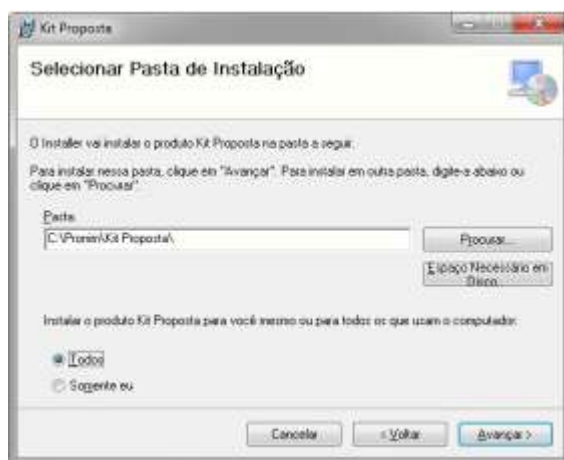 Kit Proposta
Selecionar Pasta de Instalação
O Installer vai instalar o produto Kit Proposta na pasta a seguir.
Para instalar nessa pasta, clique em "Avançar". Para instalar em outra pasta, digite-a abaixo ou
clique em "Procurar".
Pasta:
C:\Pronim\Kit Proposta\
Procurar...
Espaço Necessário em
Disco
Instalar o produto Kit Proposta para você mesmo ou para todos os que usam o computador:
Todos
Somente eu
Cancelar
< Voltar
Avançar >